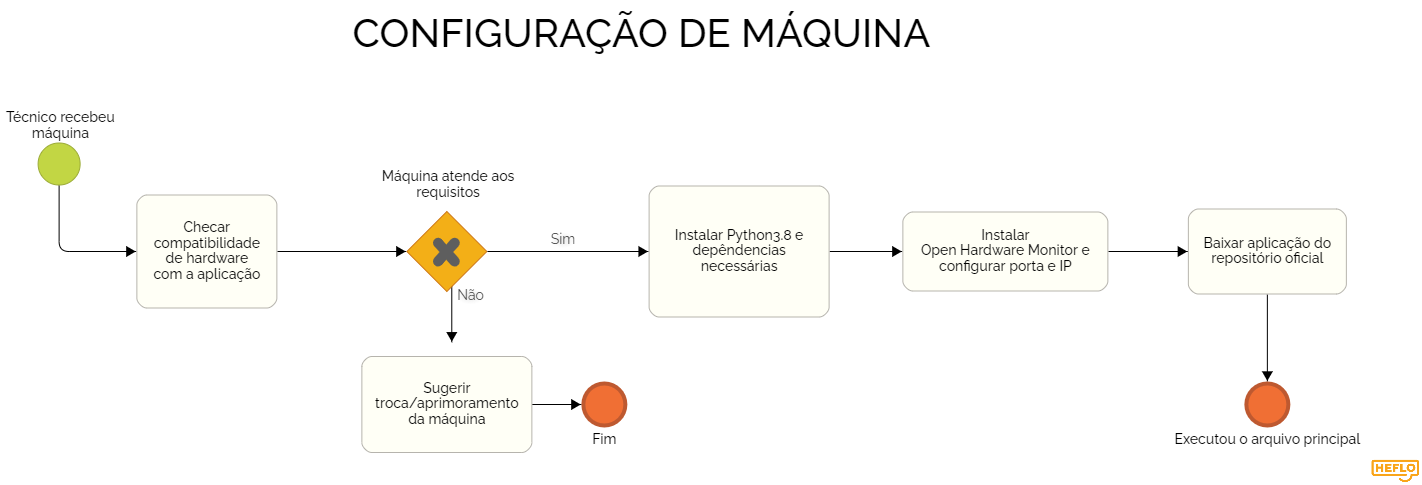 CONFIGURAÇÃO DE MÁQUINA
Técnico recebeu
máquina
Checar
compatibilidade
de hardware
com a aplicação
Máquina atende aos
requisitos
Sim
Não
Instalar Python3.8 e
depêndencias
necessárias
Instalar
Open Hardware Monitor e
configurar porta e IP
Baixar aplicação do
repositório oficial
Sugerir
troca/aprimoramento
da máquina
Fim
Executou o arquivo principal
HEFLO